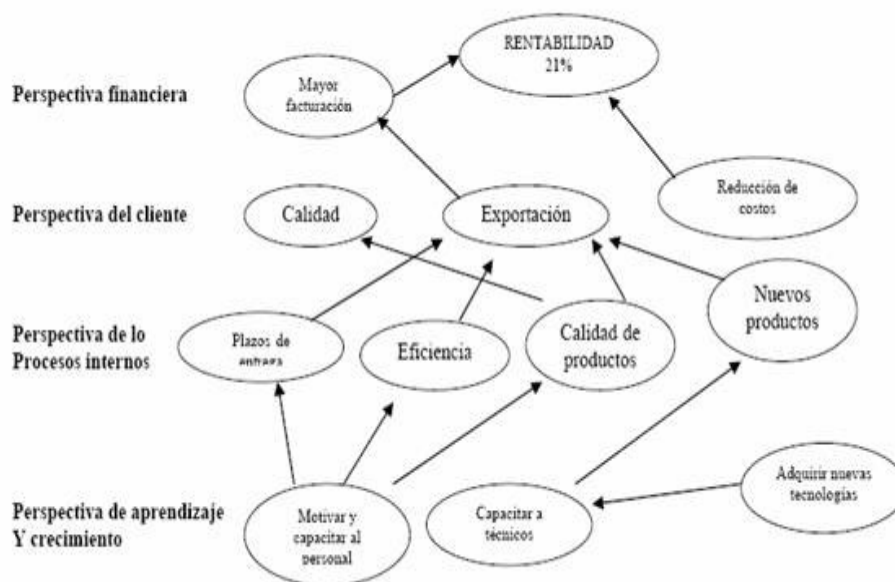 RENTABILIDAD
21%
Mayor
facturación
Perspectiva financiera
Reducción de
costos
Perspectiva del cliente
Calidad
Exportación
Nuevos
productos
Perspectiva de lo
Procesos internos
Plazos de
entrega
Eficiencia
Calidad de
productos
Adquirir nuevas
tecnologías
Perspectiva de aprendizaje
Y crecimiento
Motivar y
capacitar al
personal
Capacitar a
técnicos